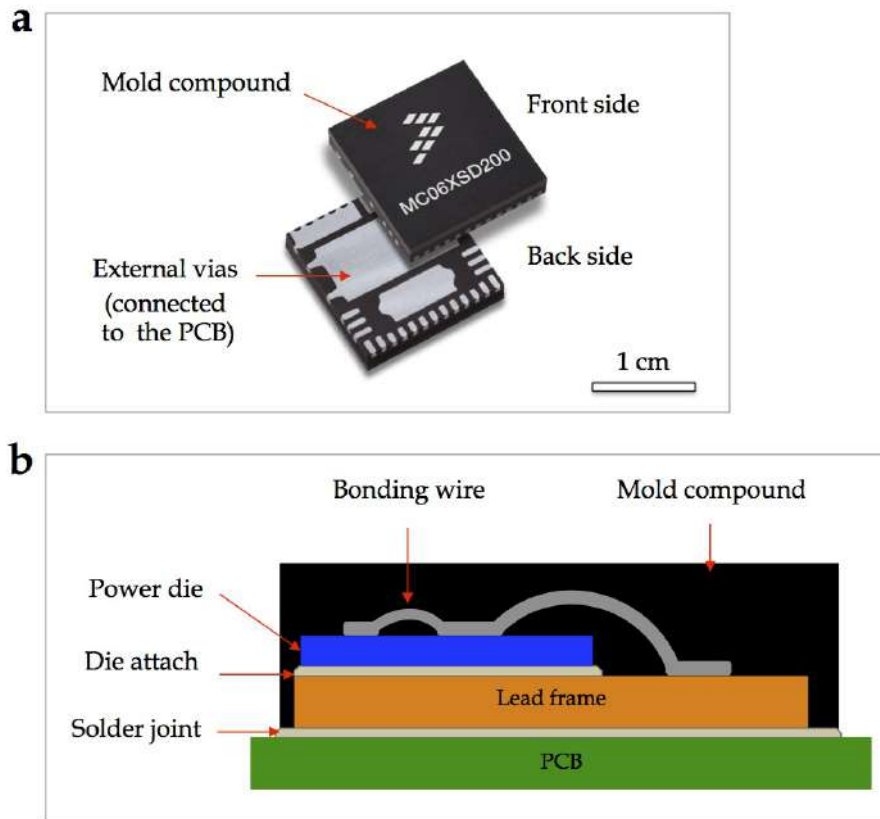 a
Mold compound
Front side
MC06XSD200
External vias
(connected
to the PCB)
Back side
1 cm
b
Bonding wire
Mold compound
Power die
Die attach
Lead frame
Solder joint
PCB